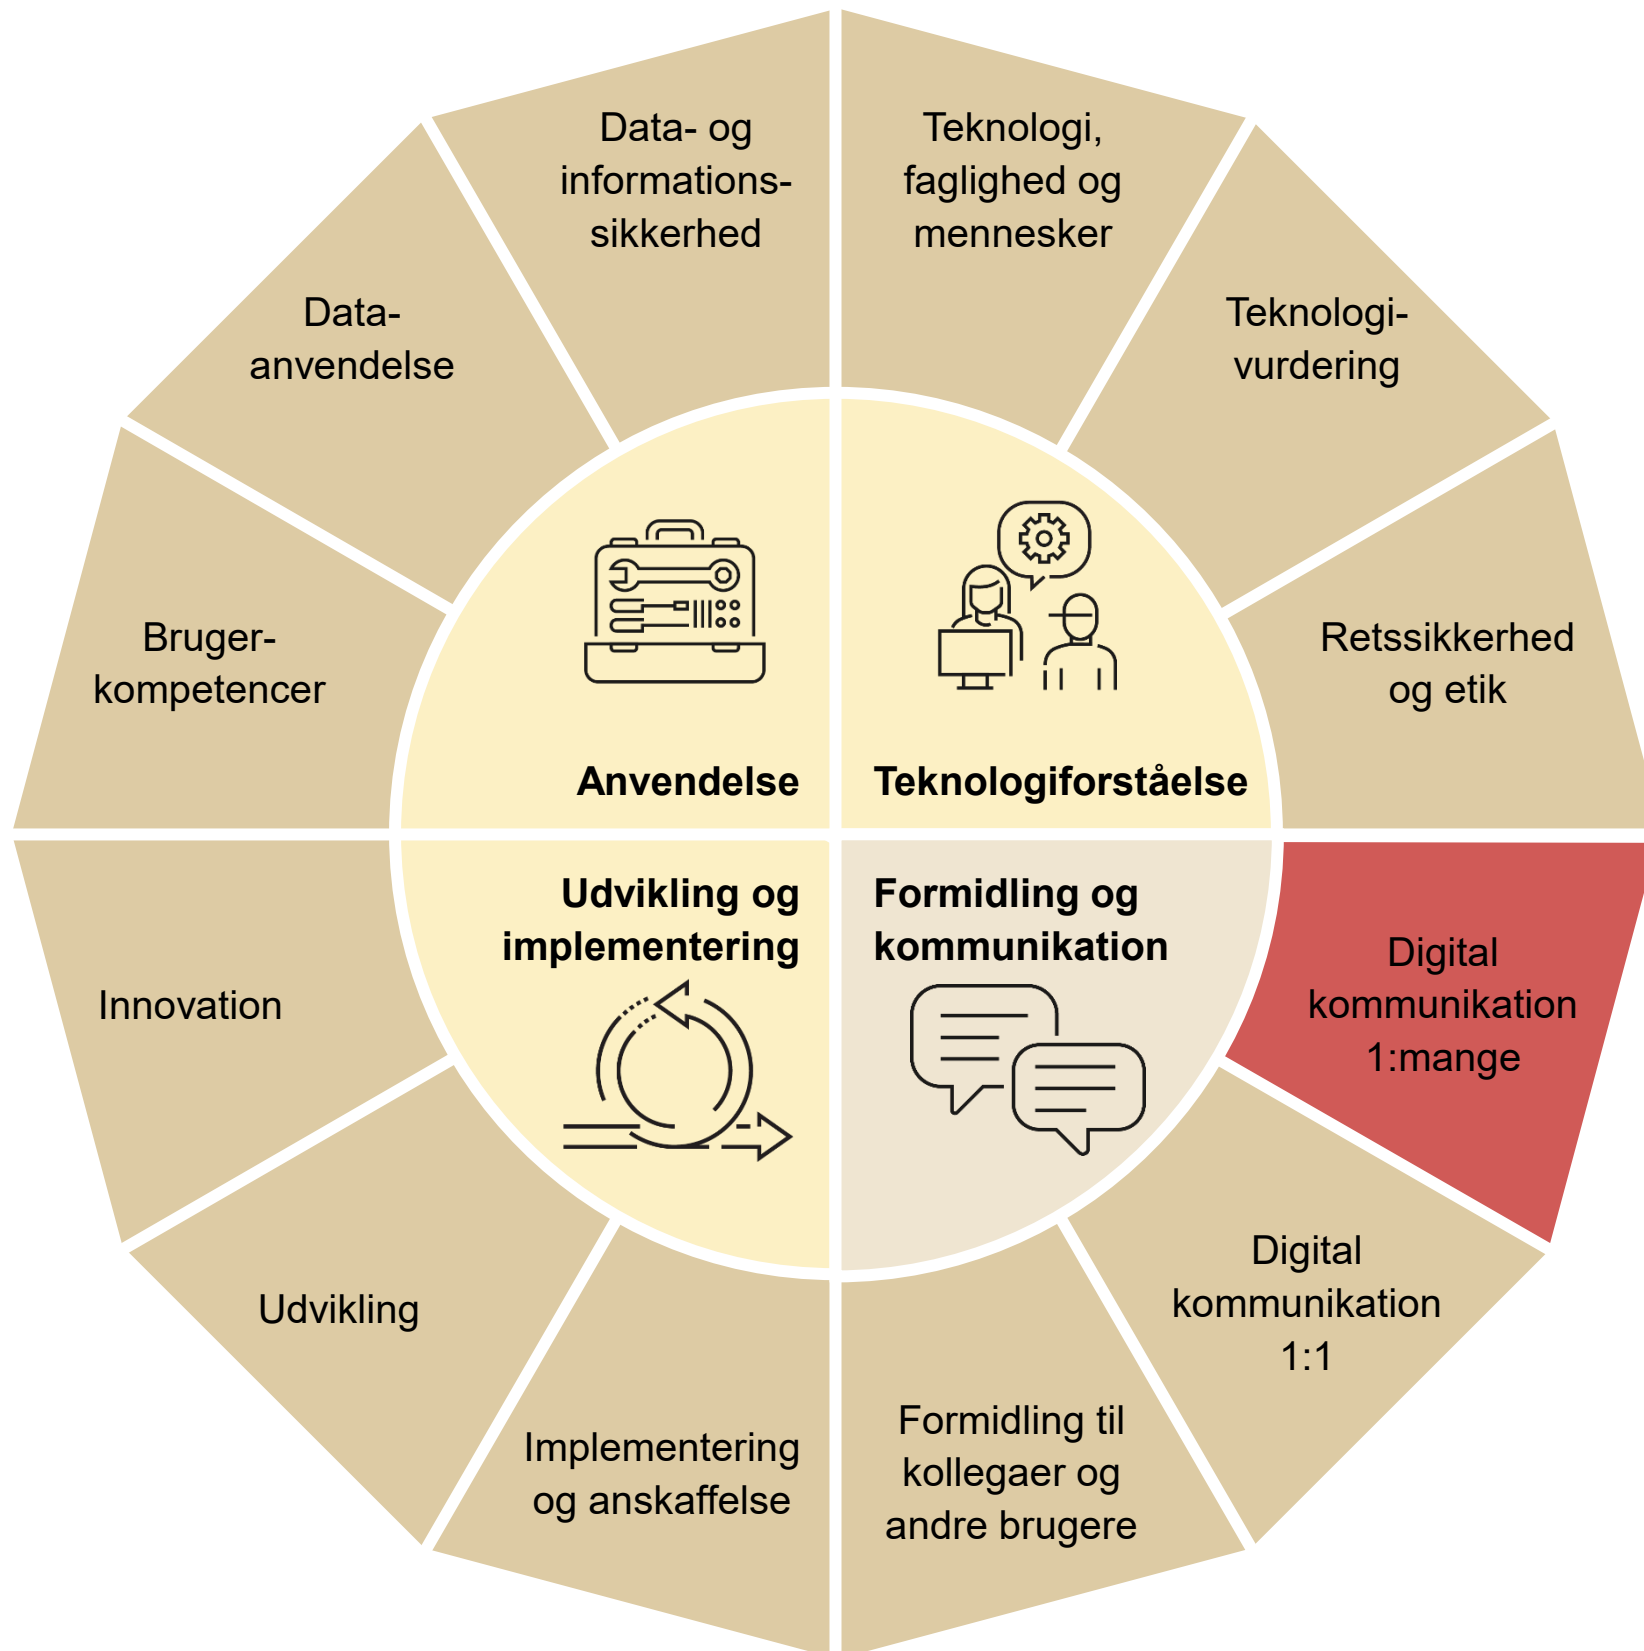 Data- og
informations-
sikkerhed
Teknologi,
faglighed og
mennesker
Data-
anvendelse
Teknologi-
vurdering
Bruger-
kompetencer
Retssikkerhed
og etik
Anvendelse
Teknologiforståelse
Udvikling og
implementering
Formidling og
kommunikation
Innovation
Digital
kommunikation
1:mange
Udvikling
Digital
kommunikation
1:1
Implementering
og anskaffelse
Formidling til
kollegaer og
andre brugere